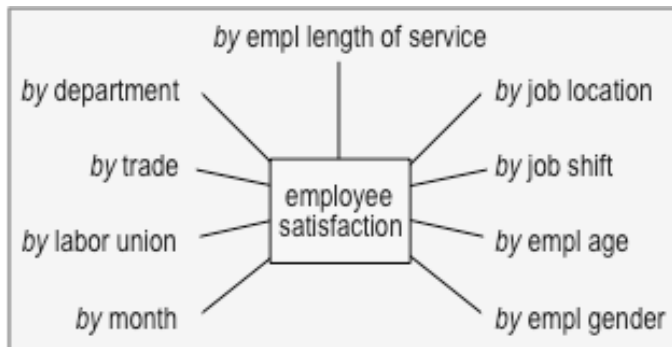 by empl length of service
by department
by job location
by trade
by job shift
employee
satisfaction
by labor union
by empl age
by month
by empl gender